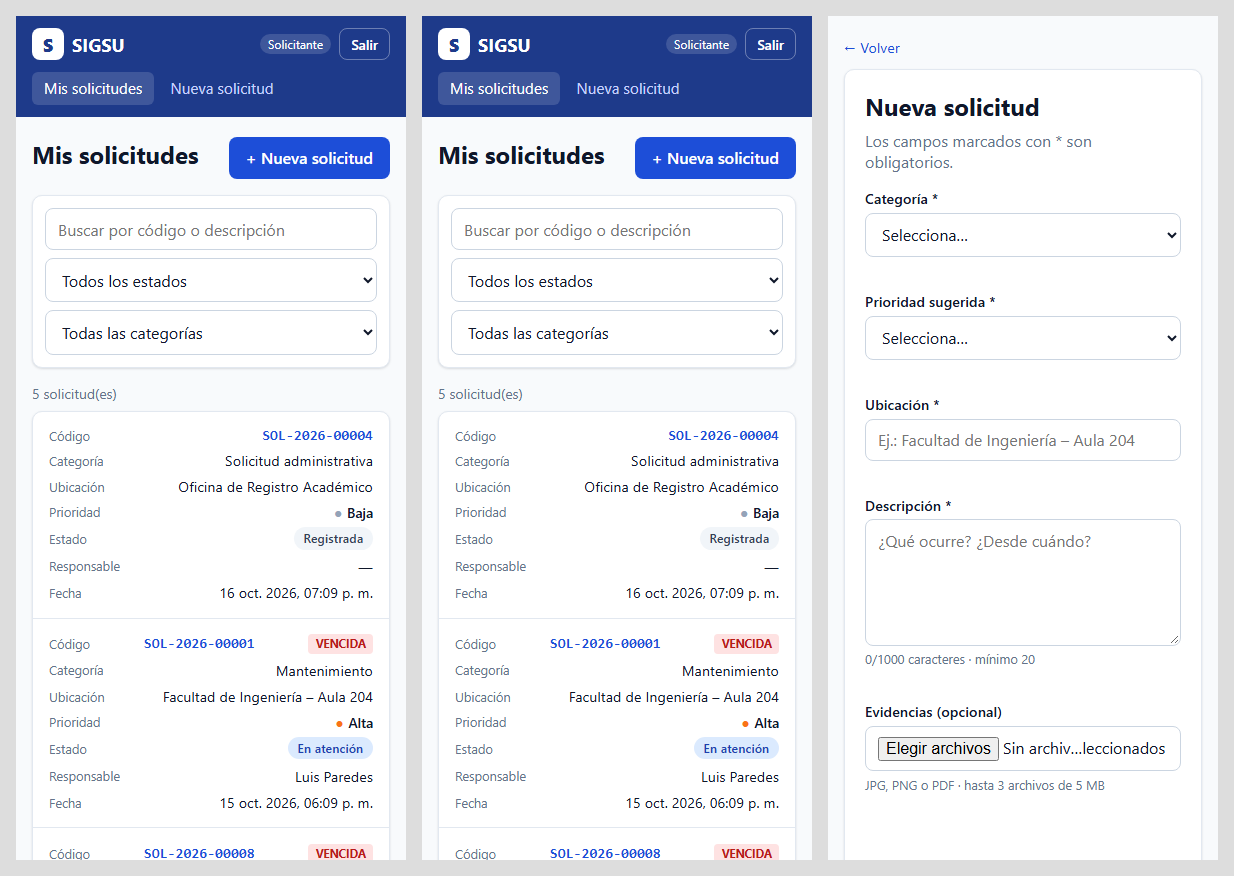 S SIGSU Solicitante Salir
Mis solicitudes Nueva solicitud
Mis solicitudes + Nueva solicitud
Buscar por código o descripción
Todos los estados
Todas las categorías
5 solicitud(es)
Código SOL-2026-00004
Categoría Solicitud administrativa
Ubicación Oficina de Registro Académico
Prioridad Baja
Estado Registrada
Responsable —
Fecha 16 oct. 2026, 07:09 p. m.
Código SOL-2026-00001 VENCIDA
Categoría Mantenimiento
Ubicación Facultad de Ingeniería – Aula 204
Prioridad Alta
Estado En atención
Responsable Luis Paredes
Fecha 15 oct. 2026, 06:09 p. m.
Código SOL-2026-00008 VENCIDA
S SIGSU Solicitante Salir
Mis solicitudes Nueva solicitud
Mis solicitudes + Nueva solicitud
Buscar por código o descripción
Todos los estados
Todas las categorías
5 solicitud(es)
Código SOL-2026-00004
Categoría Solicitud administrativa
Ubicación Oficina de Registro Académico
Prioridad Baja
Estado Registrada
Responsable —
Fecha 16 oct. 2026, 07:09 p. m.
Código SOL-2026-00001 VENCIDA
Categoría Mantenimiento
Ubicación Facultad de Ingeniería – Aula 204
Prioridad Alta
Estado En atención
Responsable Luis Paredes
Fecha 15 oct. 2026, 06:09 p. m.
Código SOL-2026-00008 VENCIDA
← Volver
Nueva solicitud
Los campos marcados con * son
obligatorios.
Categoría *
Selecciona...
Prioridad sugerida *
Selecciona...
Ubicación *
Ej.: Facultad de Ingeniería – Aula 204
Descripción *
¿Qué ocurre? ¿Desde cuándo?
0/1000 caracteres · mínimo 20
Evidencias (opcional)
Elegir archivos Sin archiv...leccionados
JPG, PNG o PDF · hasta 3 archivos de 5 MB